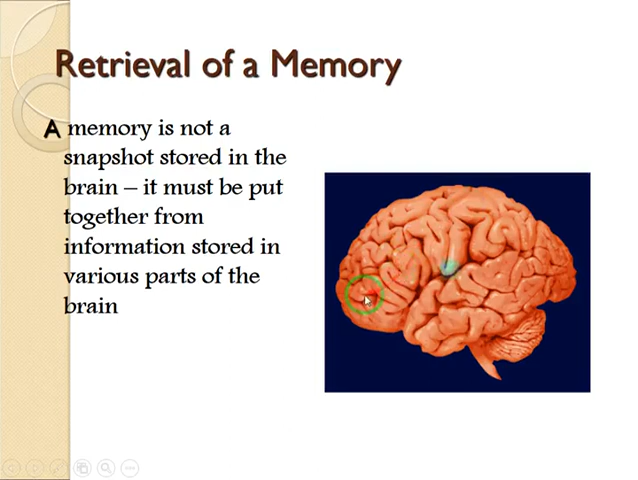 Retrieval of a Memory
A memory is not a
snapshot stored in the
brain – it must be put
together from
information stored in
various parts of the
brain